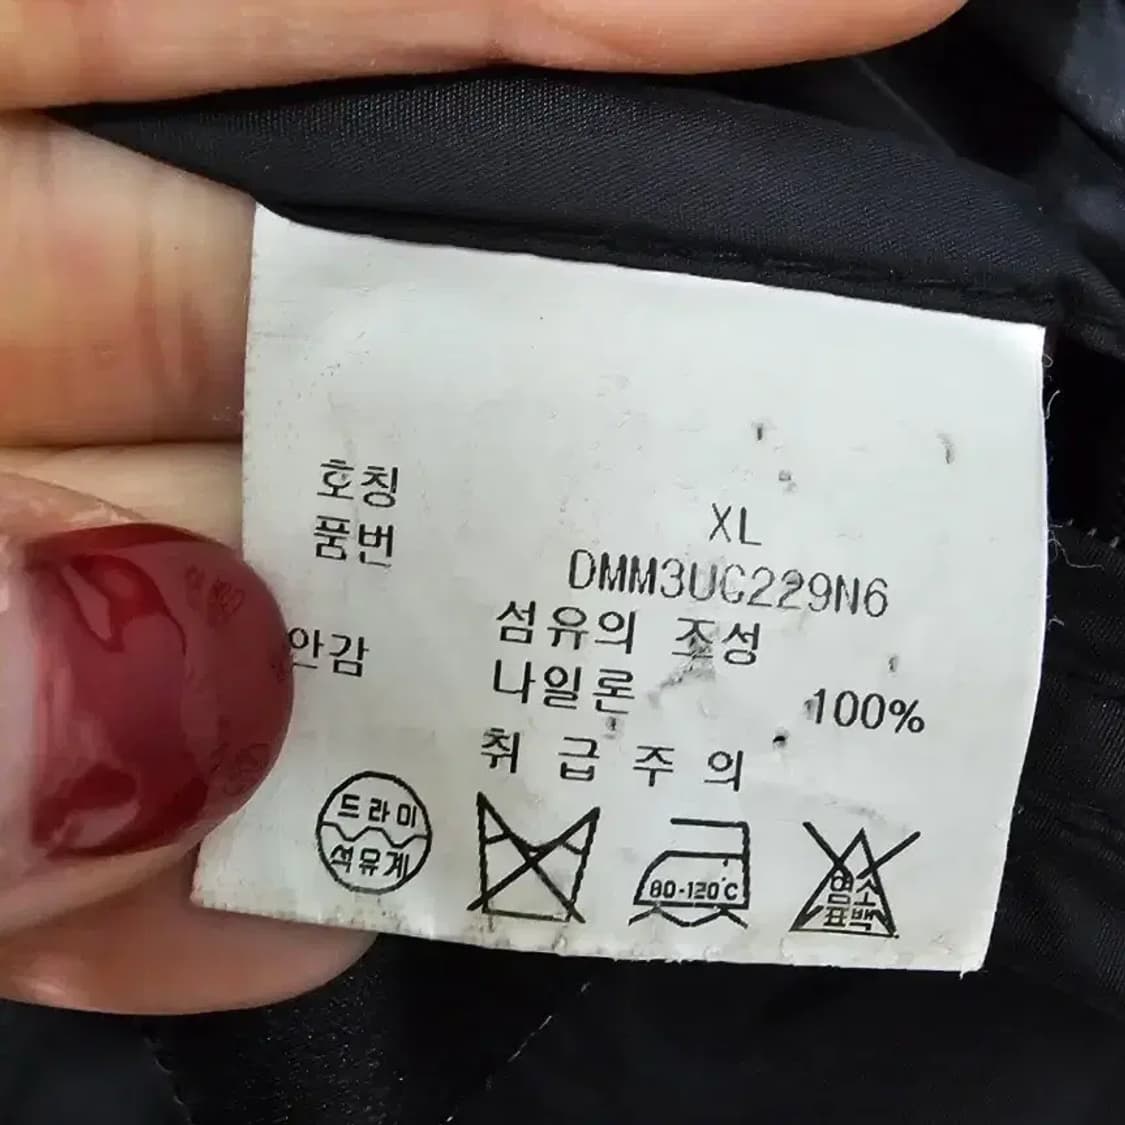 호칭 XL
품번 DMM3UC229N6
섬유의 조성
안감 나일론 100%
취급주의
드라이
석유계
80-120℃
염소
표백